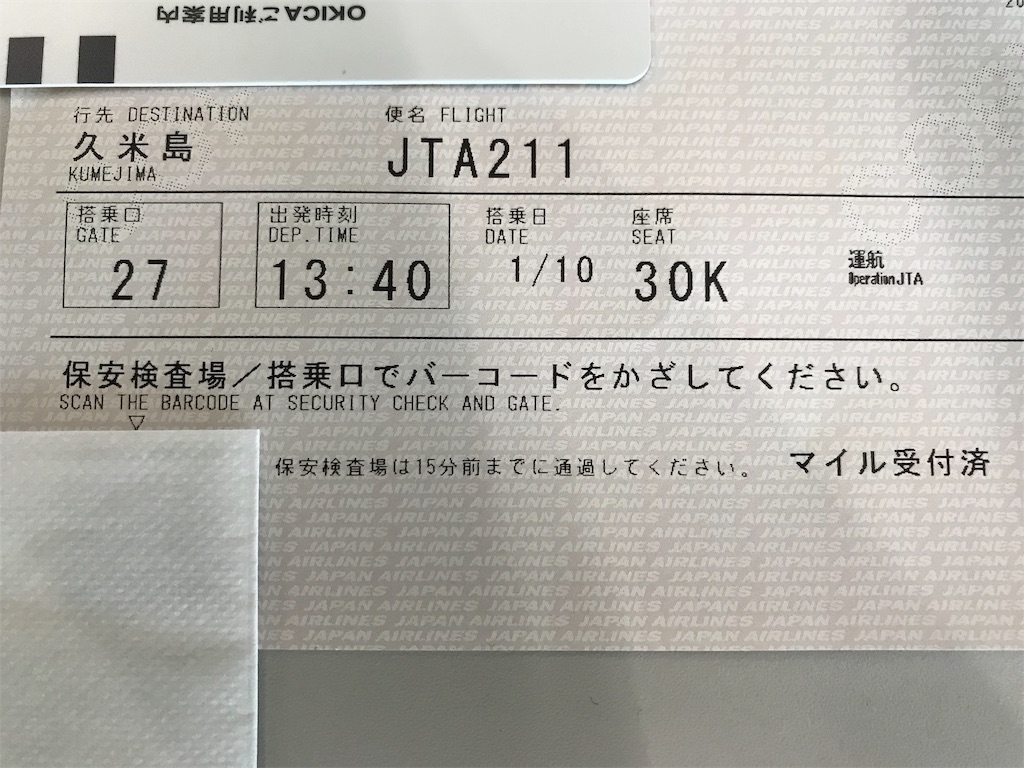 OKICAご利用案内
20
行先 DESTINATION
便名 FLIGHT
久米島
KUMEJIMA
JTA211
搭乗口
GATE
27
出発時刻
DEP.TIME
13:40
搭乗日
DATE
1/10
座席
SEAT
30K
運航
Operation JTA
保安検査場／搭乗口でバーコードをかざしてください。
SCAN THE BARCODE AT SECURITY CHECK AND GATE.
保安検査場は15分前までに通過してください。
マイル受付済
JAPAN AIRLINES